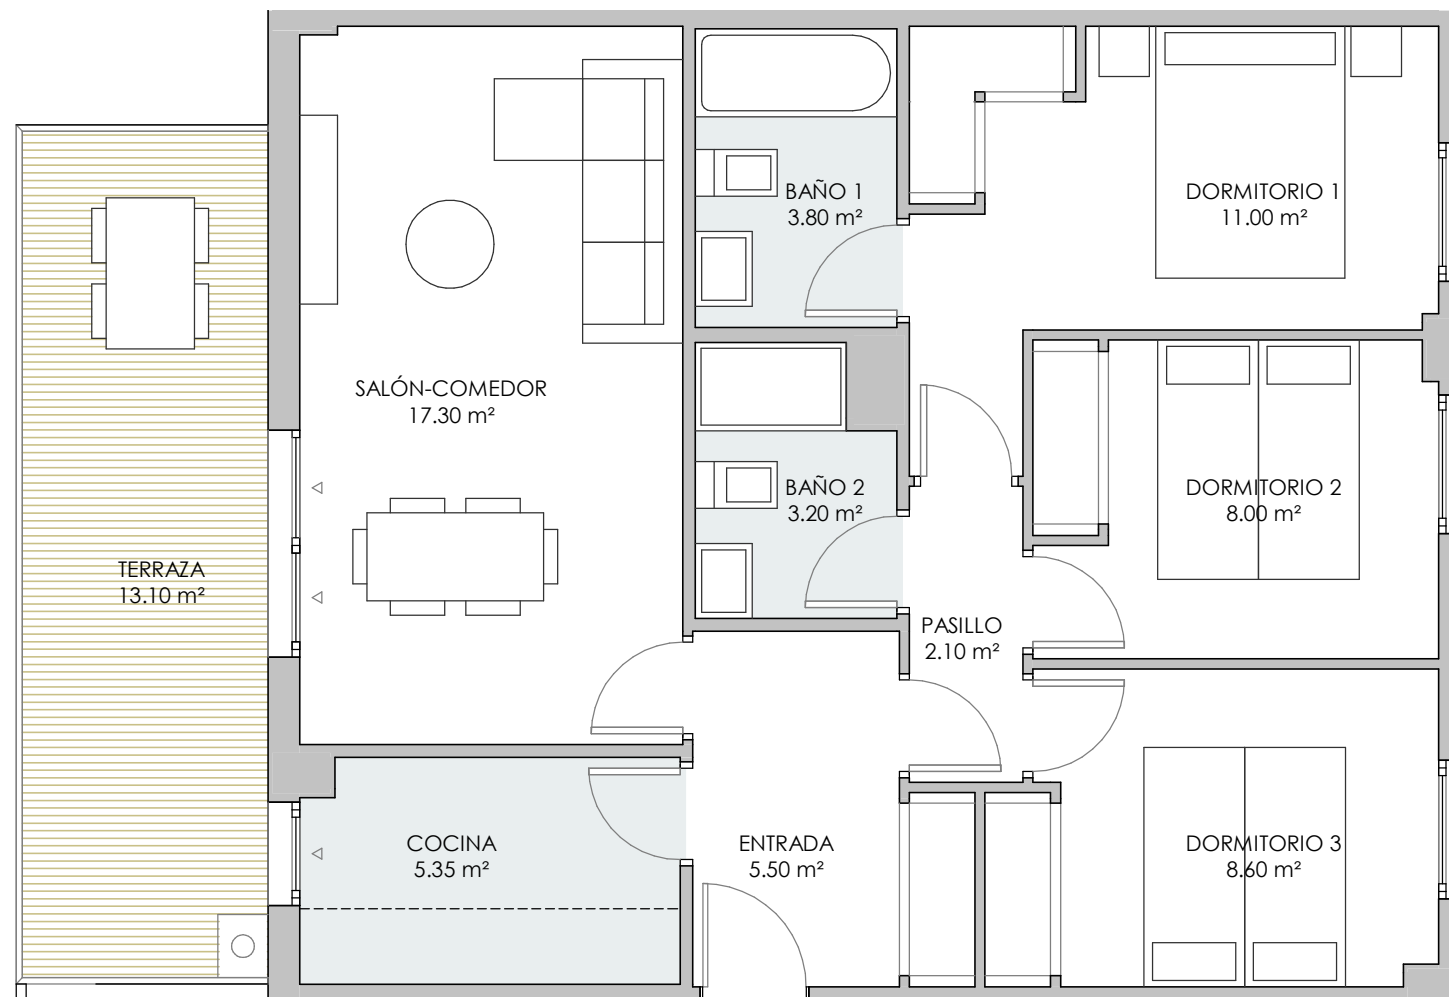 BAÑO 1
3.80 m²
DORMITORIO 1
11.00 m²
SALÓN-COMEDOR
17.30 m²
BAÑO 2
3.20 m²
DORMITORIO 2
8.00 m²
TERRAZA
13.10 m²
PASILLO
2.10 m²
COCINA
5.35 m²
ENTRADA
5.50 m²
DORMITORIO 3
8.60 m²